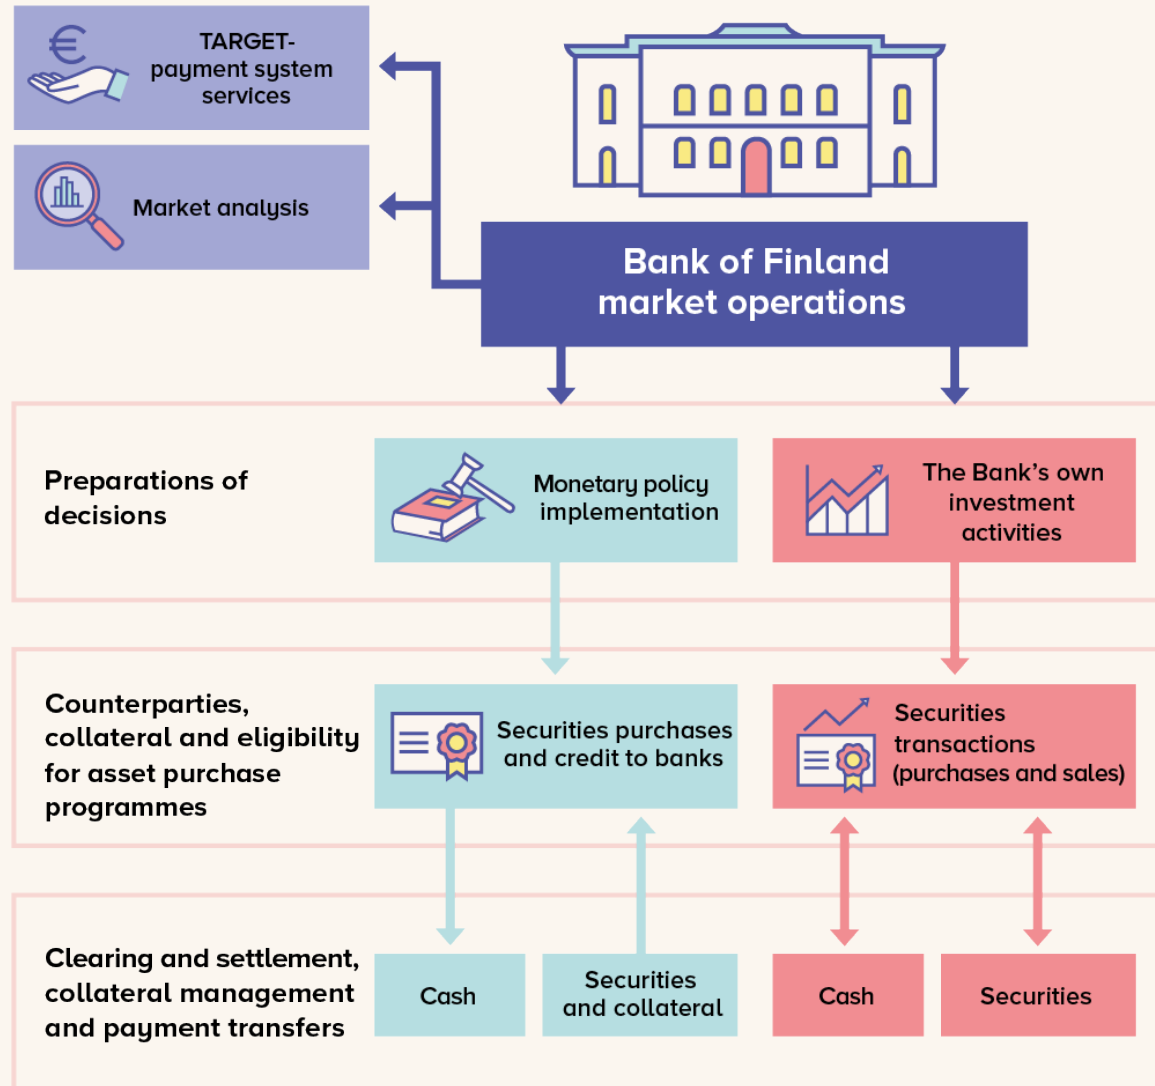 TARGET-
payment system
services
Market analysis
Bank of Finland
market operations
Preparations of
decisions
Monetary policy
implementation
The Bank's own
investment
activities
Counterparties,
collateral and eligibility
for asset purchase
programmes
Securities purchases
and credit to banks
Securities
transactions
(purchases and sales)
Clearing and settlement,
collateral management
and payment transfers
Cash
Securities
and collateral
Cash
Securities